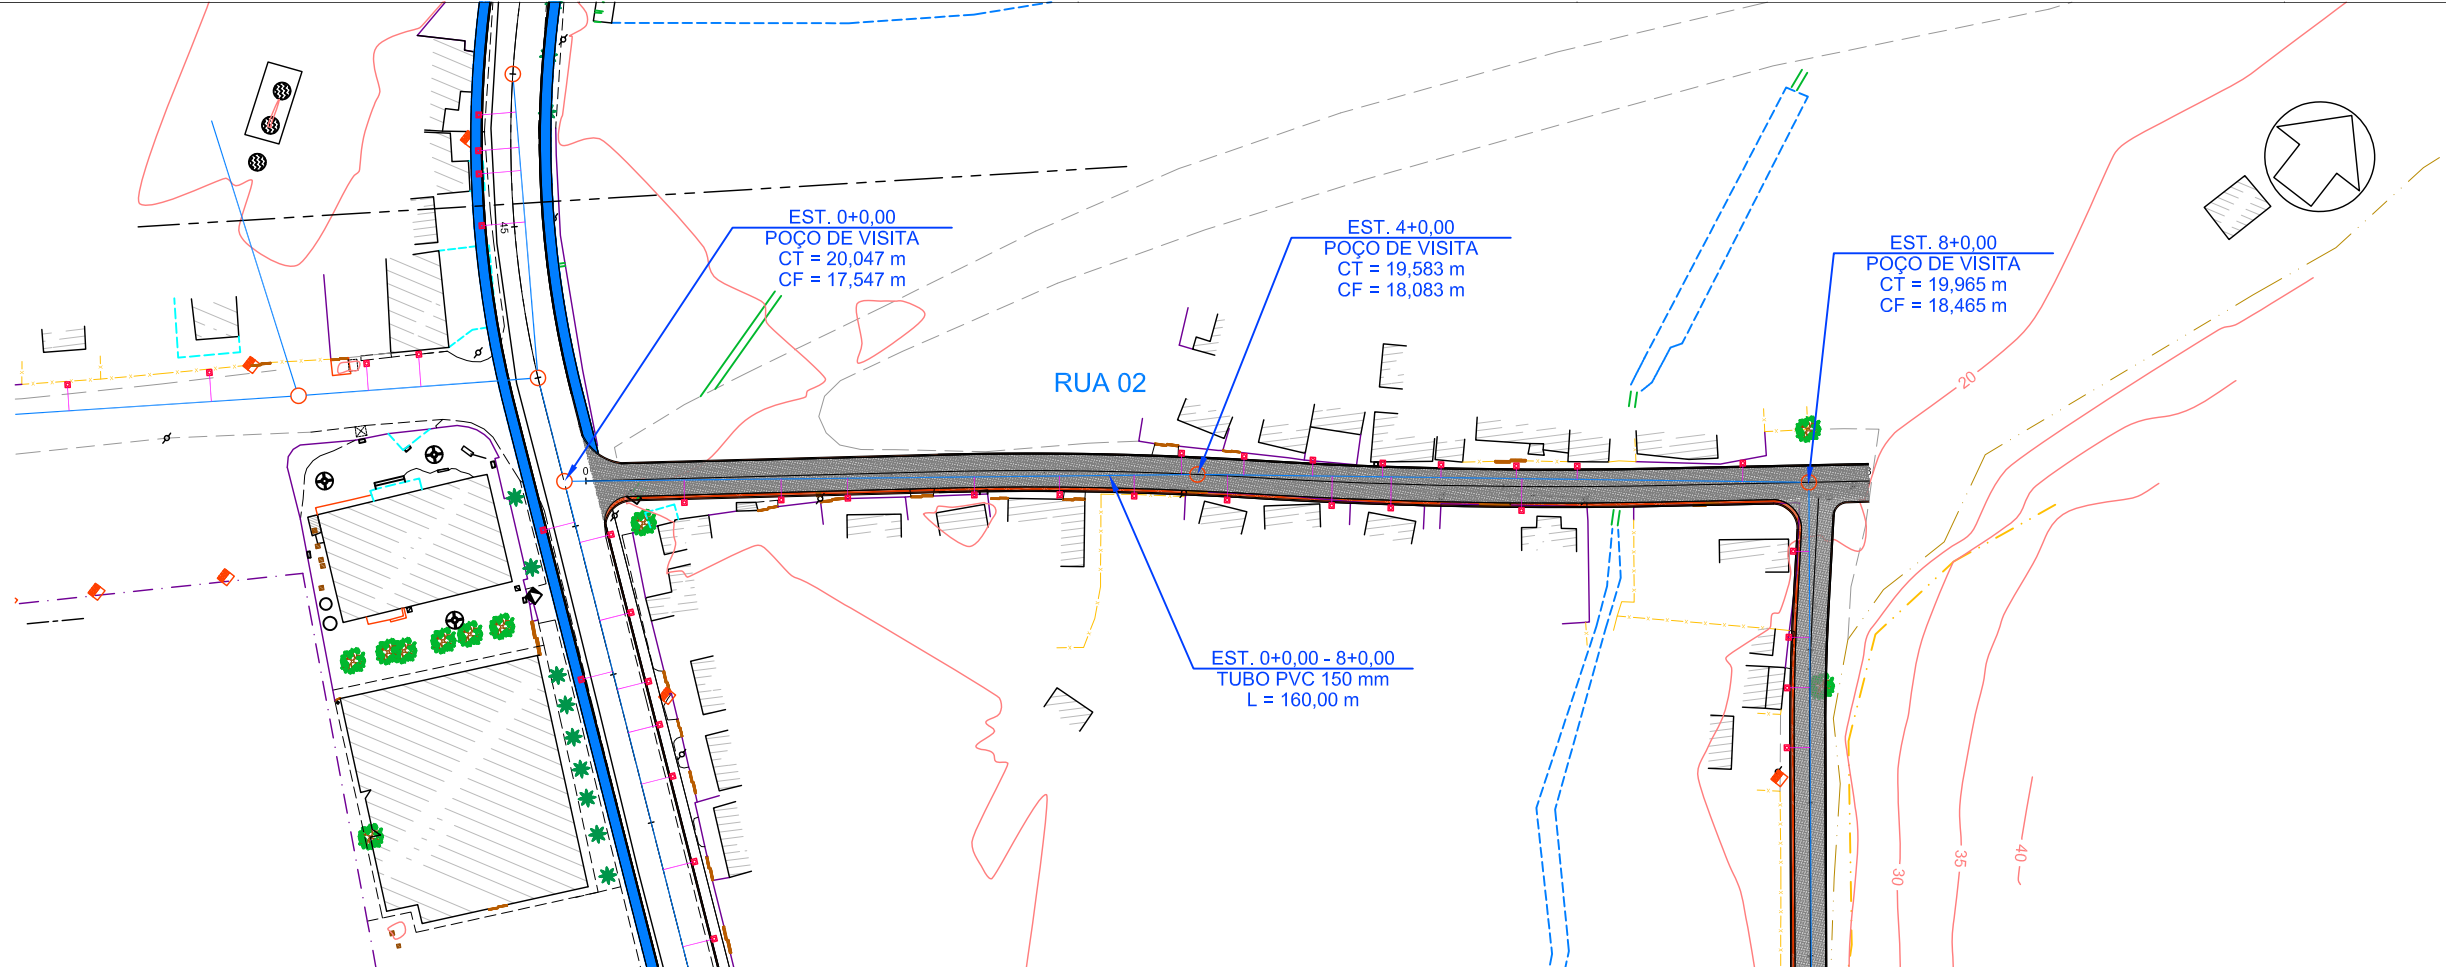 EST. 0+0,00
POÇO DE VISITA
CT = 20,047 m
CF = 17,547 m
EST. 4+0,00
POÇO DE VISITA
CT = 19,583 m
CF = 18,083 m
EST. 8+0,00
POÇO DE VISITA
CT = 19,965 m
CF = 18,465 m
45
RUA 02
20
0
EST. 0+0,00 - 8+0,00
TUBO PVC 150 mm
L = 160,00 m
30
35
40